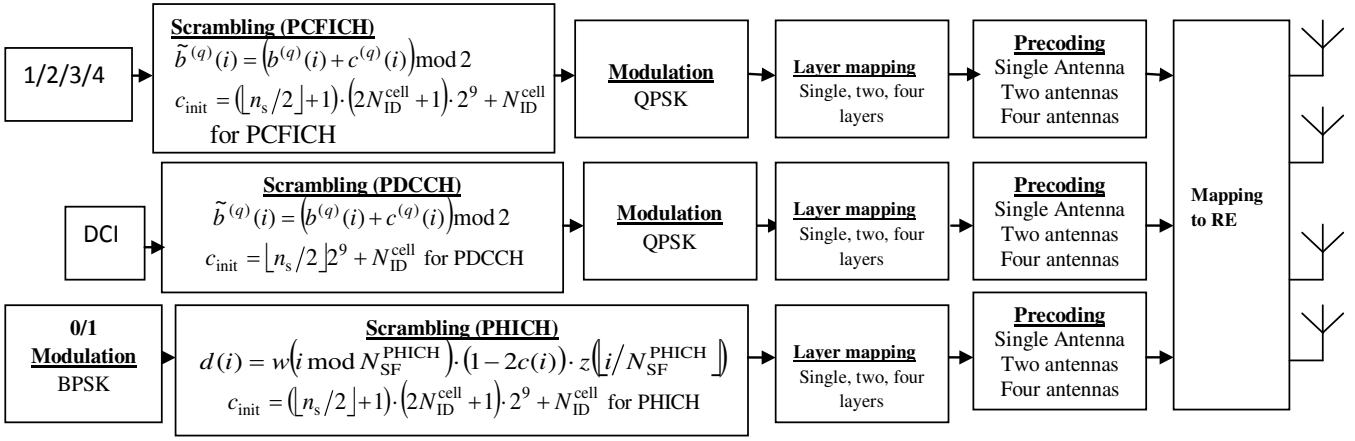 1/2/3/4
Scrambling (PCFICH)
b̃^(q)(i) = (b^(q)(i) + c^(q)(i)) mod 2
c_init = (⌊n_s/2⌋+1)·(2N_ID^cell+1)·2^9 + N_ID^cell
for PCFICH
Modulation
QPSK
Layer mapping
Single, two, four
layers
Precoding
Single Antenna
Two antennas
Four antennas
DCI
Scrambling (PDCCH)
b̃^(q)(i) = (b^(q)(i) + c^(q)(i)) mod 2
c_init = ⌊n_s/2⌋2^9 + N_ID^cell for PDCCH
Modulation
QPSK
Layer mapping
Single, two, four
layers
Precoding
Single Antenna
Two antennas
Four antennas
0/1
Modulation
BPSK
Scrambling (PHICH)
d(i) = w(i mod N_SF^PHICH)·(1−2c(i))·z(⌊i/N_SF^PHICH⌋)
c_init = (⌊n_s/2⌋+1)·(2N_ID^cell+1)·2^9 + N_ID^cell for PHICH
Layer mapping
Single, two, four
layers
Precoding
Single Antenna
Two antennas
Four antennas
Mapping
to RE